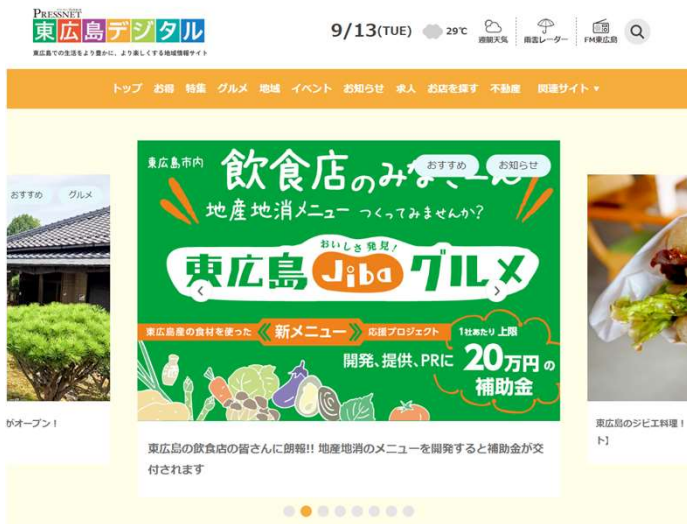 PRESSNET
東広島デジタル
東広島での生活をより豊かに、より楽しくする地域情報サイト
9/13(TUE) 29℃ 週間天気 雨雲レーダー FM東広島
トップ お得 特集 グルメ 地域 イベント お知らせ 求人 お店を探す 不動産 関連サイト ▼
おすすめ グルメ
がオープン!
おすすめ お知らせ
東広島市内 飲食店のみなさーん
地産地消メニュー つくってみませんか?
おいしさ発見!
東広島 Jiba グルメ
東広島産の食材を使った 新メニュー 応援プロジェクト
1社あたり 上限
開発、提供、PRに 20万円の
補助金
東広島の飲食店の皆さんに朗報!! 地産地消のメニューを開発すると補助金が交
付されます
東広島のジビエ料理!
ト】